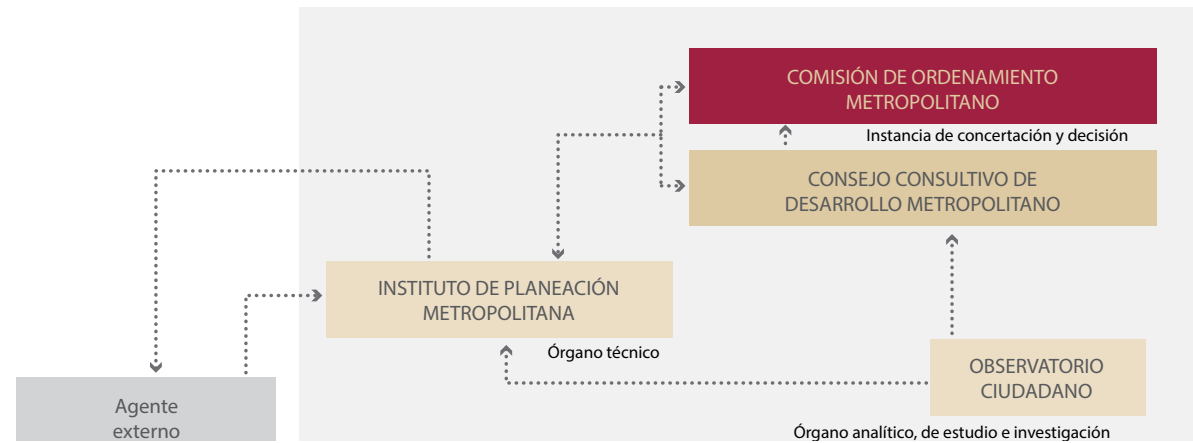 COMISIÓN DE ORDENAMIENTO
METROPOLITANO
Instancia de concertación y decisión
CONSEJO CONSULTIVO DE
DESARROLLO METROPOLITANO
INSTITUTO DE PLANEACIÓN
METROPOLITANA
Órgano técnico
OBSERVATORIO
CIUDADANO
Agente
externo
Órgano analítico, de estudio e investigación